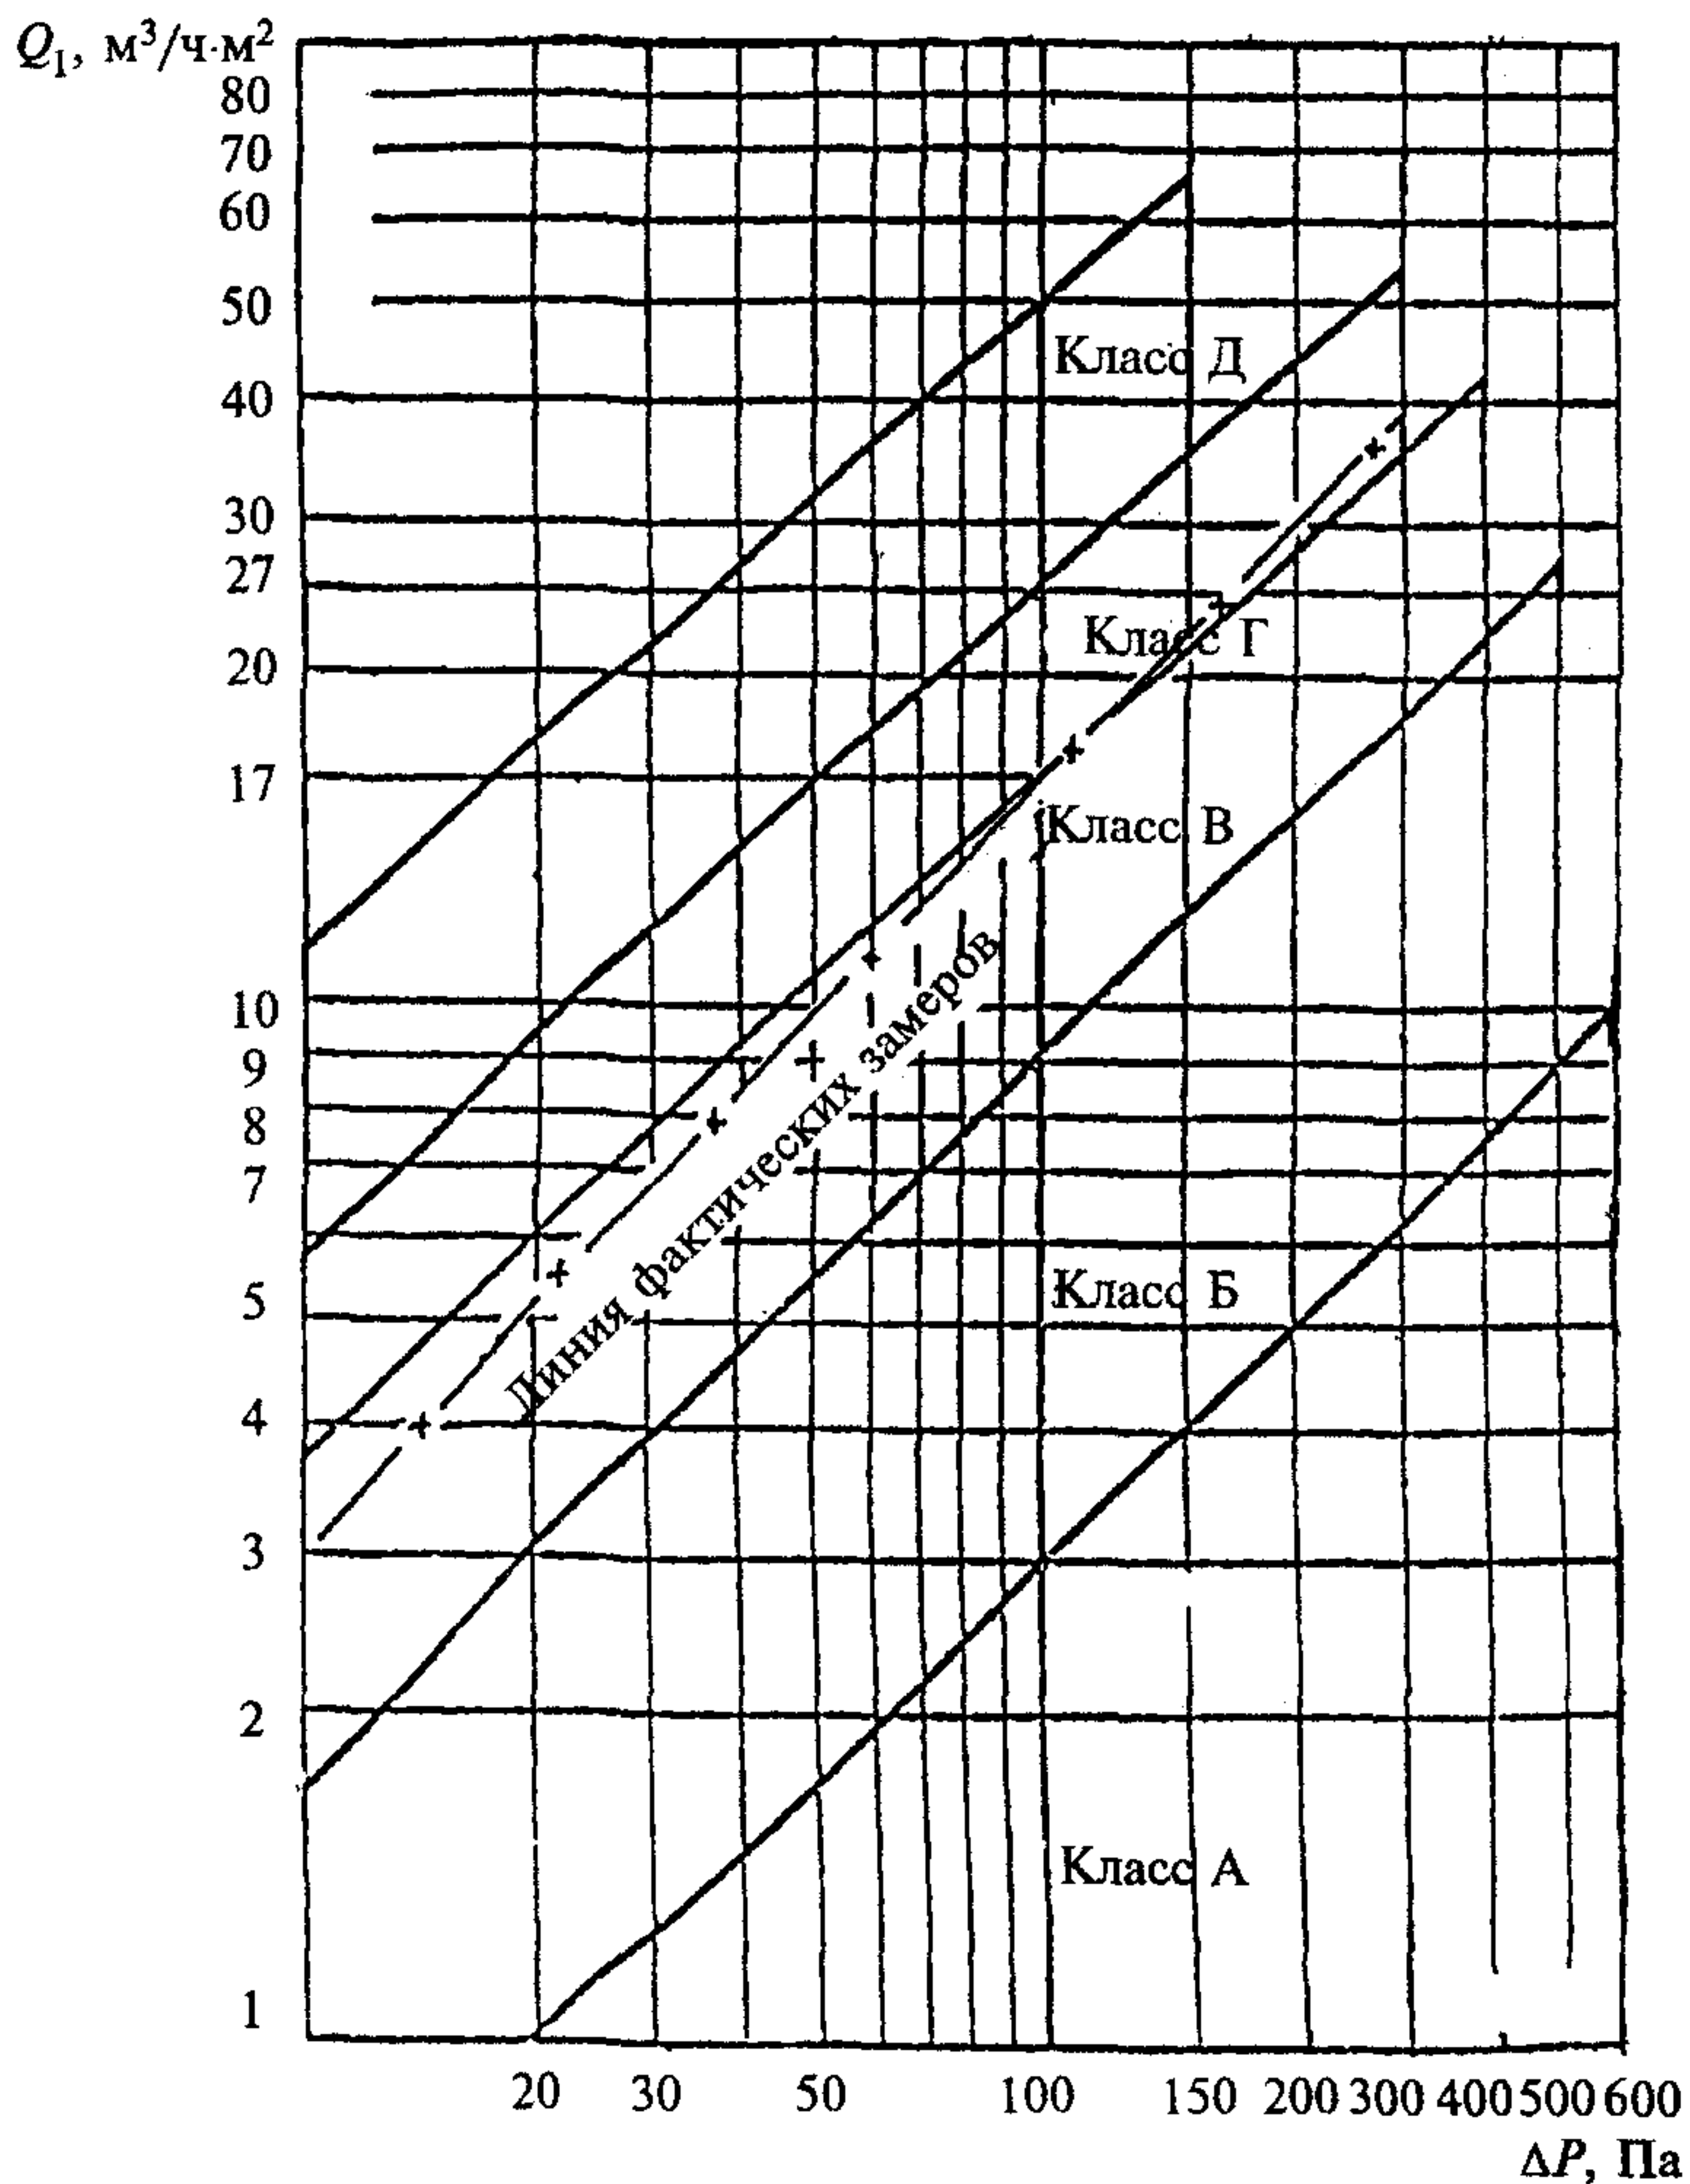 Q₁, м³/ч·м²
80
70
60
50
40
30
27
20
17
10
9
8
7
5
4
3
2
1
Класс Д
Класс Г
Класс В
Линия фактических замеров
Класс Б
Класс А
20 30 50 100 150 200 300 400 500 600
ΔP, Па